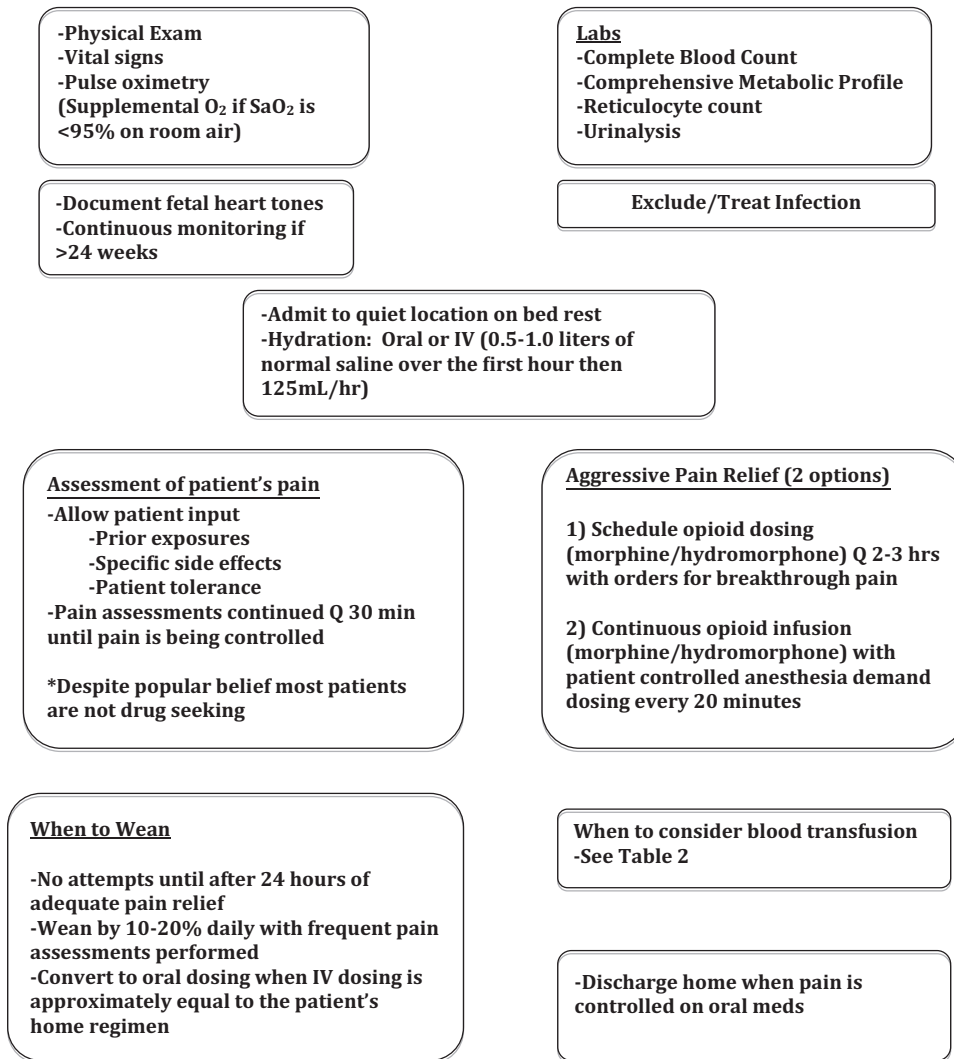 -Physical Exam
-Vital signs
-Pulse oximetry
(Supplemental O₂ if SaO₂ is
<95% on room air)
Labs
-Complete Blood Count
-Comprehensive Metabolic Profile
-Reticulocyte count
-Urinalysis
-Document fetal heart tones
-Continuous monitoring if
>24 weeks
Exclude/Treat Infection
-Admit to quiet location on bed rest
-Hydration: Oral or IV (0.5-1.0 liters of
normal saline over the first hour then
125mL/hr)
Assessment of patient's pain
-Allow patient input
-Prior exposures
-Specific side effects
-Patient tolerance
-Pain assessments continued Q 30 min
until pain is being controlled
*Despite popular belief most patients
are not drug seeking
Aggressive Pain Relief (2 options)
1) Schedule opioid dosing
(morphine/hydromorphone) Q 2-3 hrs
with orders for breakthrough pain
2) Continuous opioid infusion
(morphine/hydromorphone) with
patient controlled anesthesia demand
dosing every 20 minutes
When to Wean
-No attempts until after 24 hours of
adequate pain relief
-Wean by 10-20% daily with frequent pain
assessments performed
-Convert to oral dosing when IV dosing is
approximately equal to the patient's
home regimen
When to consider blood transfusion
-See Table 2
-Discharge home when pain is
controlled on oral meds